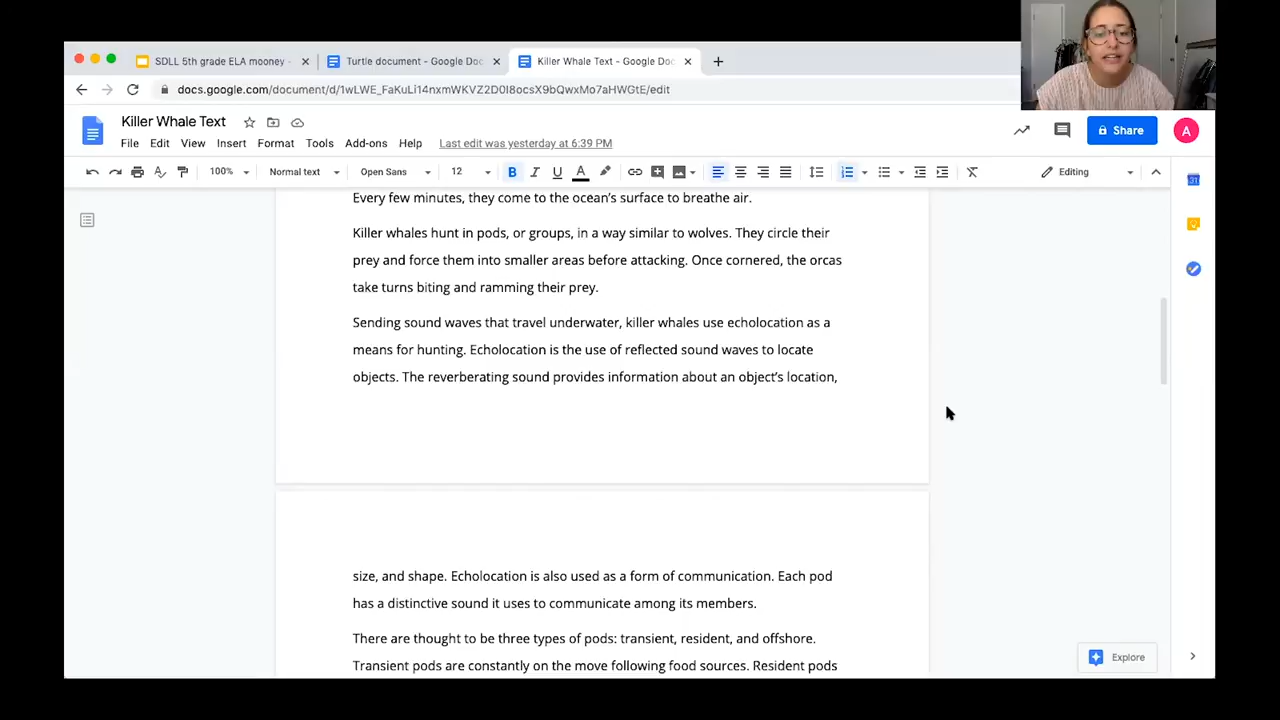 SDLL 5th grade ELA mooney -
Turtle document - Google Doc
Killer Whale Text - Google Doc
docs.google.com/document/d/1wLWE_FaKuLi14nxmWKVZ2D0I8ocsX9bQwxMo7aHWGtE/edit
Killer Whale Text
File Edit View Insert Format Tools Add-ons Help Last edit was yesterday at 6:39 PM
Share
A
100% Normal text Open Sans 12 B I U A Editing
31
Every few minutes, they come to the ocean's surface to breathe air.
Killer whales hunt in pods, or groups, in a way similar to wolves. They circle their
prey and force them into smaller areas before attacking. Once cornered, the orcas
take turns biting and ramming their prey.
Sending sound waves that travel underwater, killer whales use echolocation as a
means for hunting. Echolocation is the use of reflected sound waves to locate
objects. The reverberating sound provides information about an object's location,
size, and shape. Echolocation is also used as a form of communication. Each pod
has a distinctive sound it uses to communicate among its members.
There are thought to be three types of pods: transient, resident, and offshore.
Transient pods are constantly on the move following food sources. Resident pods
Explore